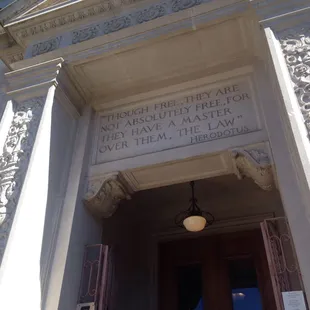 "THOUGH FREE, THEY ARE
NOT ABSOLUTELY FREE, FOR
THEY HAVE A MASTER
OVER THEM, THE LAW"
HERODOTUS